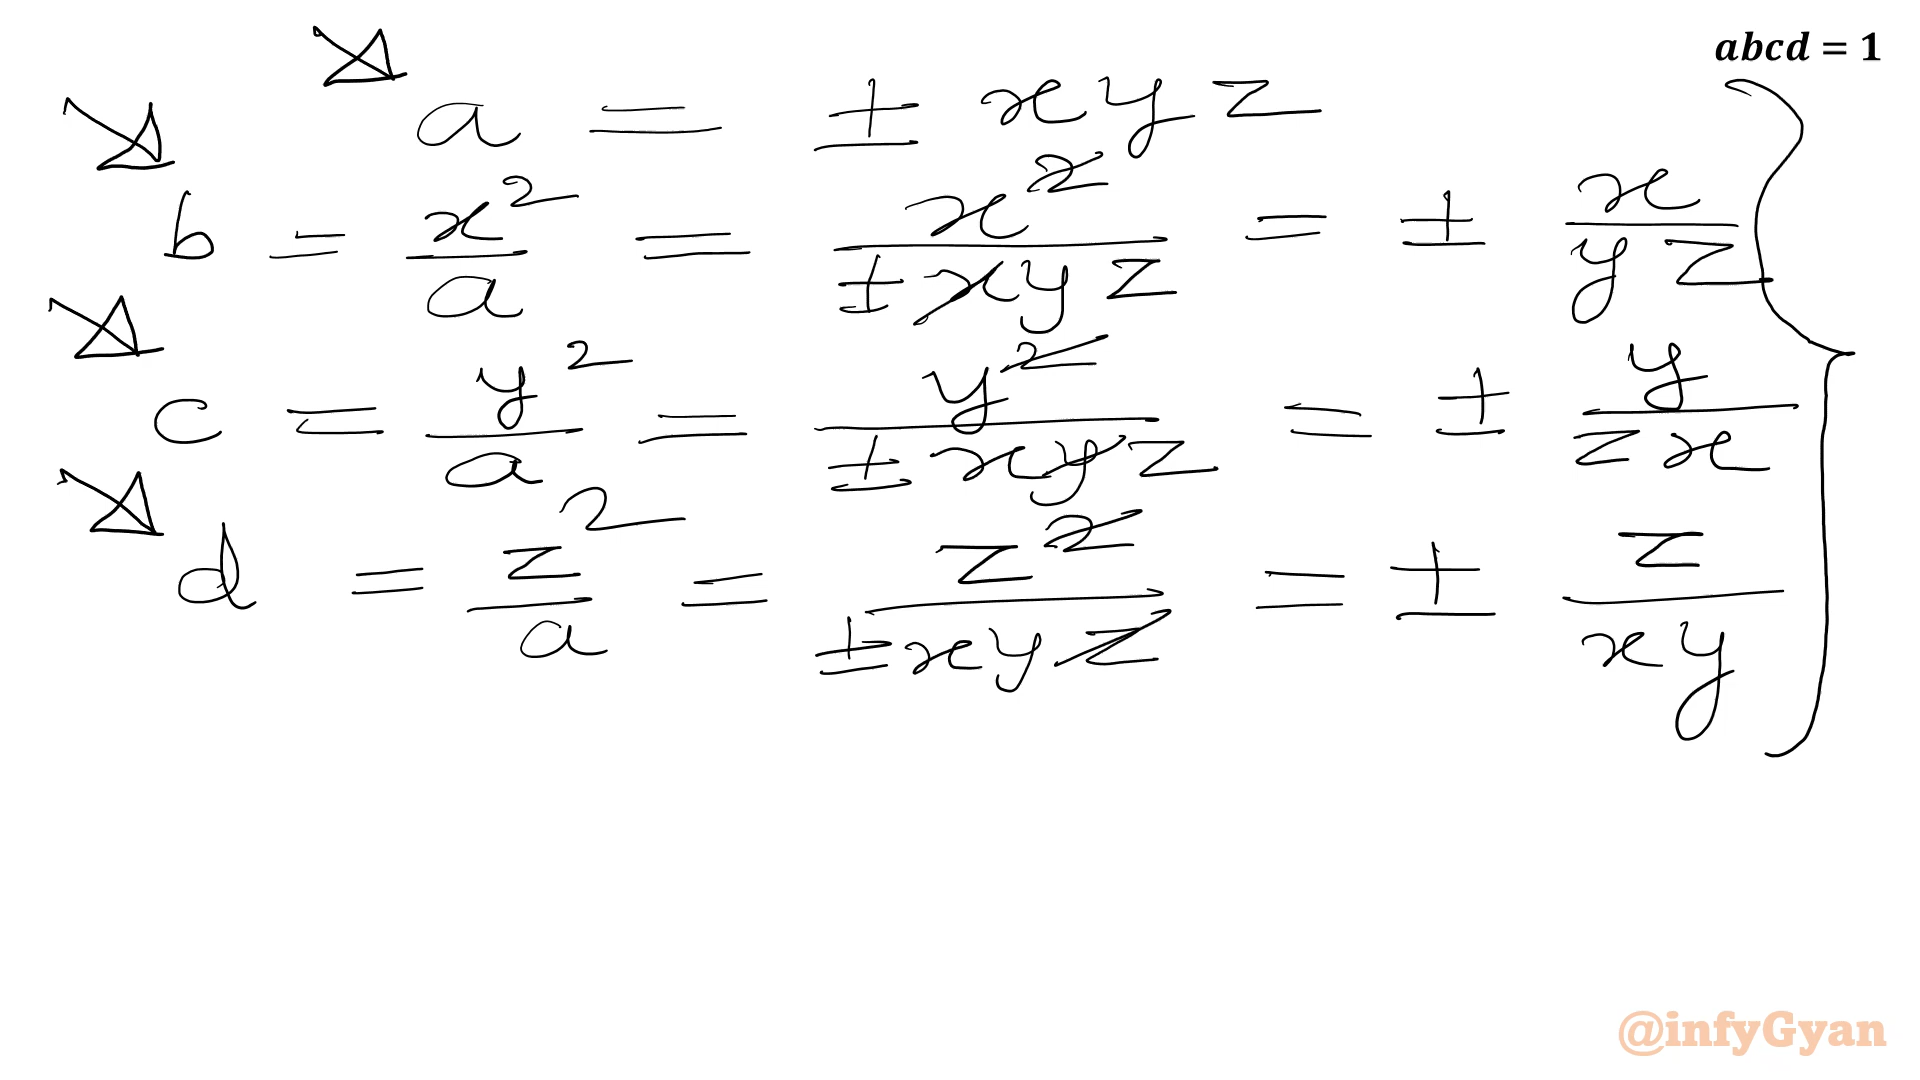 abcd = 1
a = ± xyz
b = x²/a = x²/±xyz = ± x/yz
c = y²/a = y²/±xyz = ± y/zx
d = z²/a = z²/±xyz = ± z/xy
@infyGyan